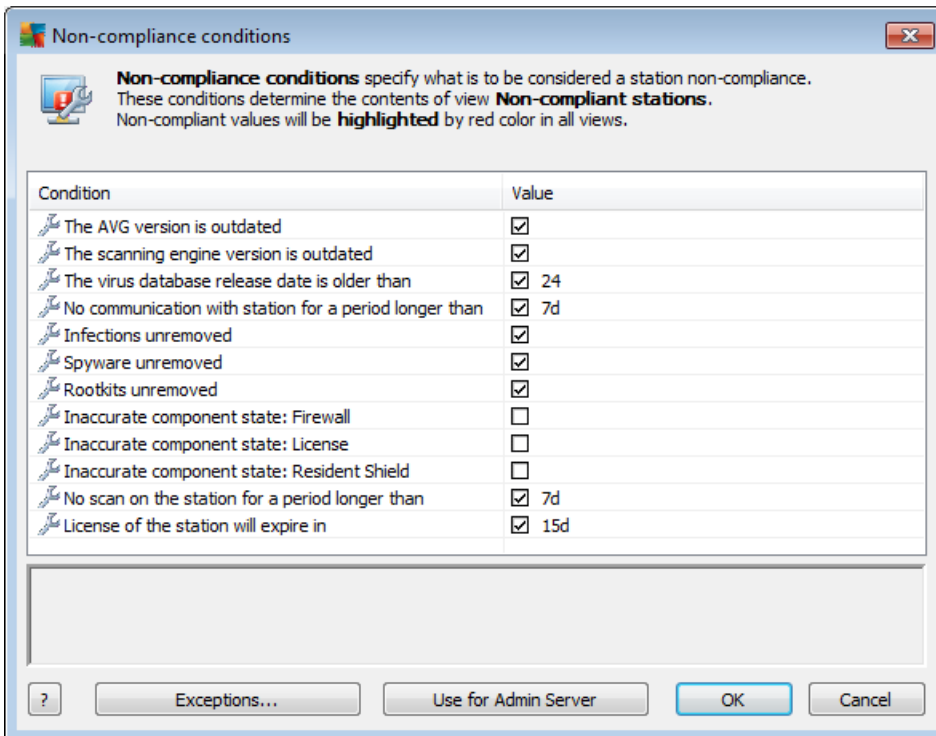 Non-compliance conditions
Non-compliance conditions specify what is to be considered a station non-compliance.
These conditions determine the contents of view Non-compliant stations.
Non-compliant values will be highlighted by red color in all views.
Condition Value
The AVG version is outdated
The scanning engine version is outdated
The virus database release date is older than 24
No communication with station for a period longer than 7d
Infections unremoved
Spyware unremoved
Rootkits unremoved
Inaccurate component state: Firewall
Inaccurate component state: License
Inaccurate component state: Resident Shield
No scan on the station for a period longer than 7d
License of the station will expire in 15d
? Exceptions... Use for Admin Server OK Cancel